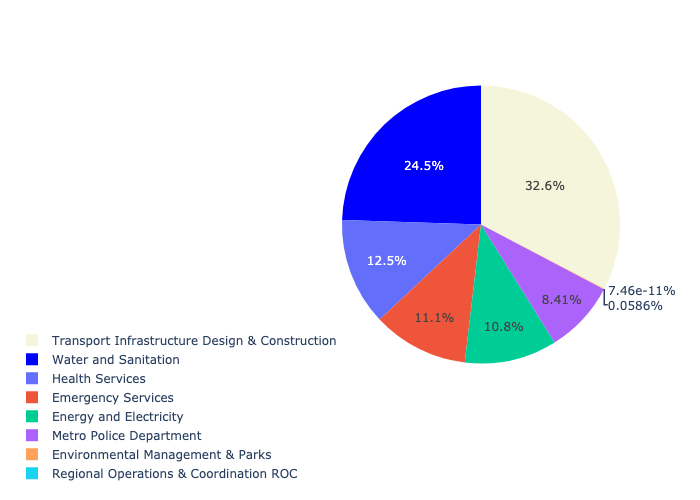 24.5%
32.6%
12.5%
11.1%
10.8%
8.41%
7.46e-11%
0.0586%
Transport Infrastructure Design & Construction
Water and Sanitation
Health Services
Emergency Services
Energy and Electricity
Metro Police Department
Environmental Management & Parks
Regional Operations & Coordination ROC